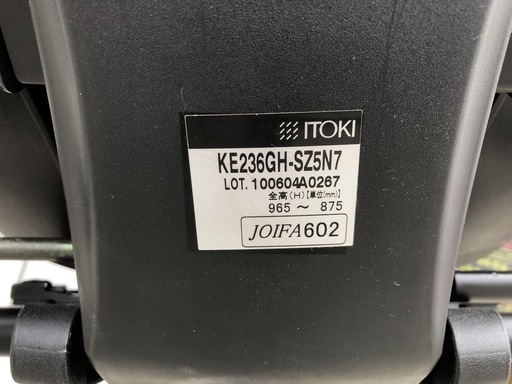 ITOKI
KE236GH-SZ5N7
LOT. 100604A0267
全高(H)[単位(mm)]
965 ～ 875
JOIFA602